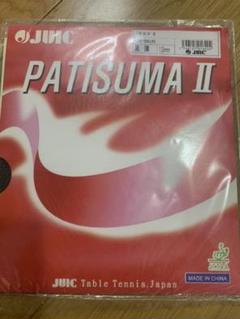 JUIC
PATISUMA II
JUIC
JUIC Table Tennis, Japan
MADE IN CHINA